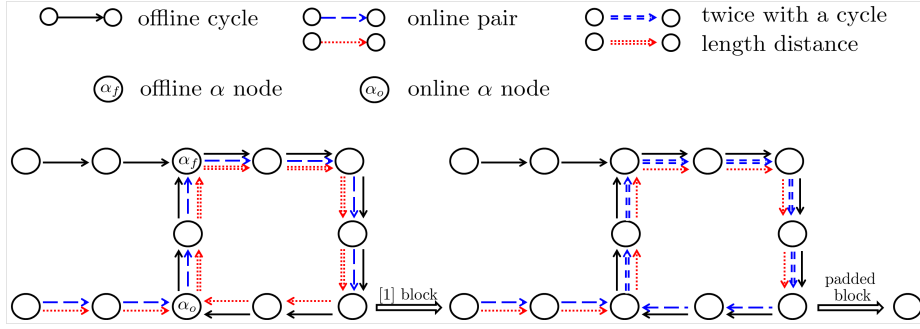 offline cycle
online pair
twice with a cycle
length distance
α_f offline α node
α_o online α node
α_f
α_o
[1] block
padded
block